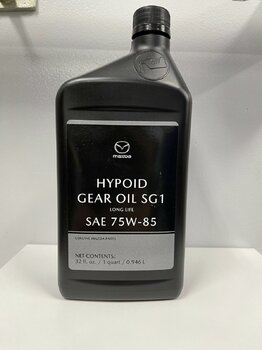 mazda
HYPOID
GEAR OIL SG1
LONG LIFE
SAE 75W-85
GENUINE MAZDA PARTS
NET CONTENTS:
32 fl. oz. / 1 quart / 0.946 L